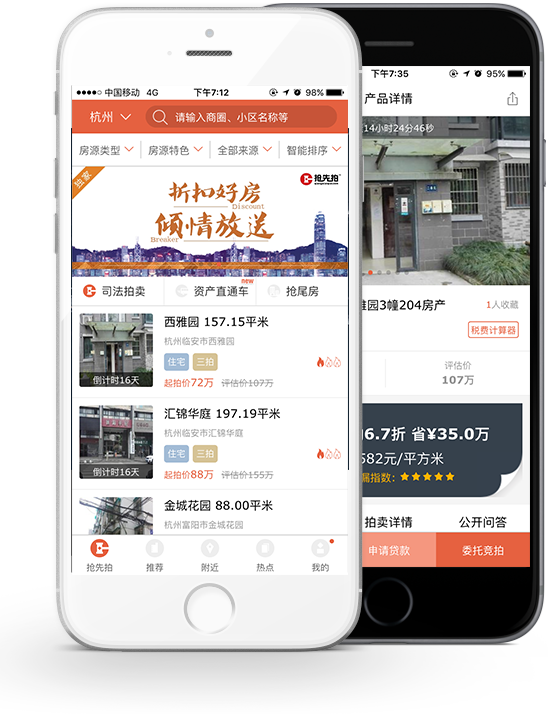 中国移动 4G 下午7:12 98%
杭州 请输入商圈、小区名称等
房源类型 房源特色 全部来源 智能排序
独家
抢先拍
折扣好房
Discount
倾情放送
Breaker
司法拍卖 资产直通车 new 抢尾房
西雅园 157.15平米
杭州临安市西雅园
住宅 三拍
倒计时16天
起拍价72万 评估价107万
汇锦华庭 197.19平米
杭州临安市汇锦华庭
住宅 三拍
倒计时16天
起拍价88万 评估价155万
金城花园 88.00平米
杭州富阳市金城花园
抢先拍 推荐 附近 热点 我的
下午7:35 95%
产品详情
14小时24分46秒
雅园3幢204房产
1人收藏
税费计算器
评估价
107万
6.7折 省¥35.0万
582元/平方米
漏指数:
拍卖详情 公开问答
申请贷款 委托竞拍